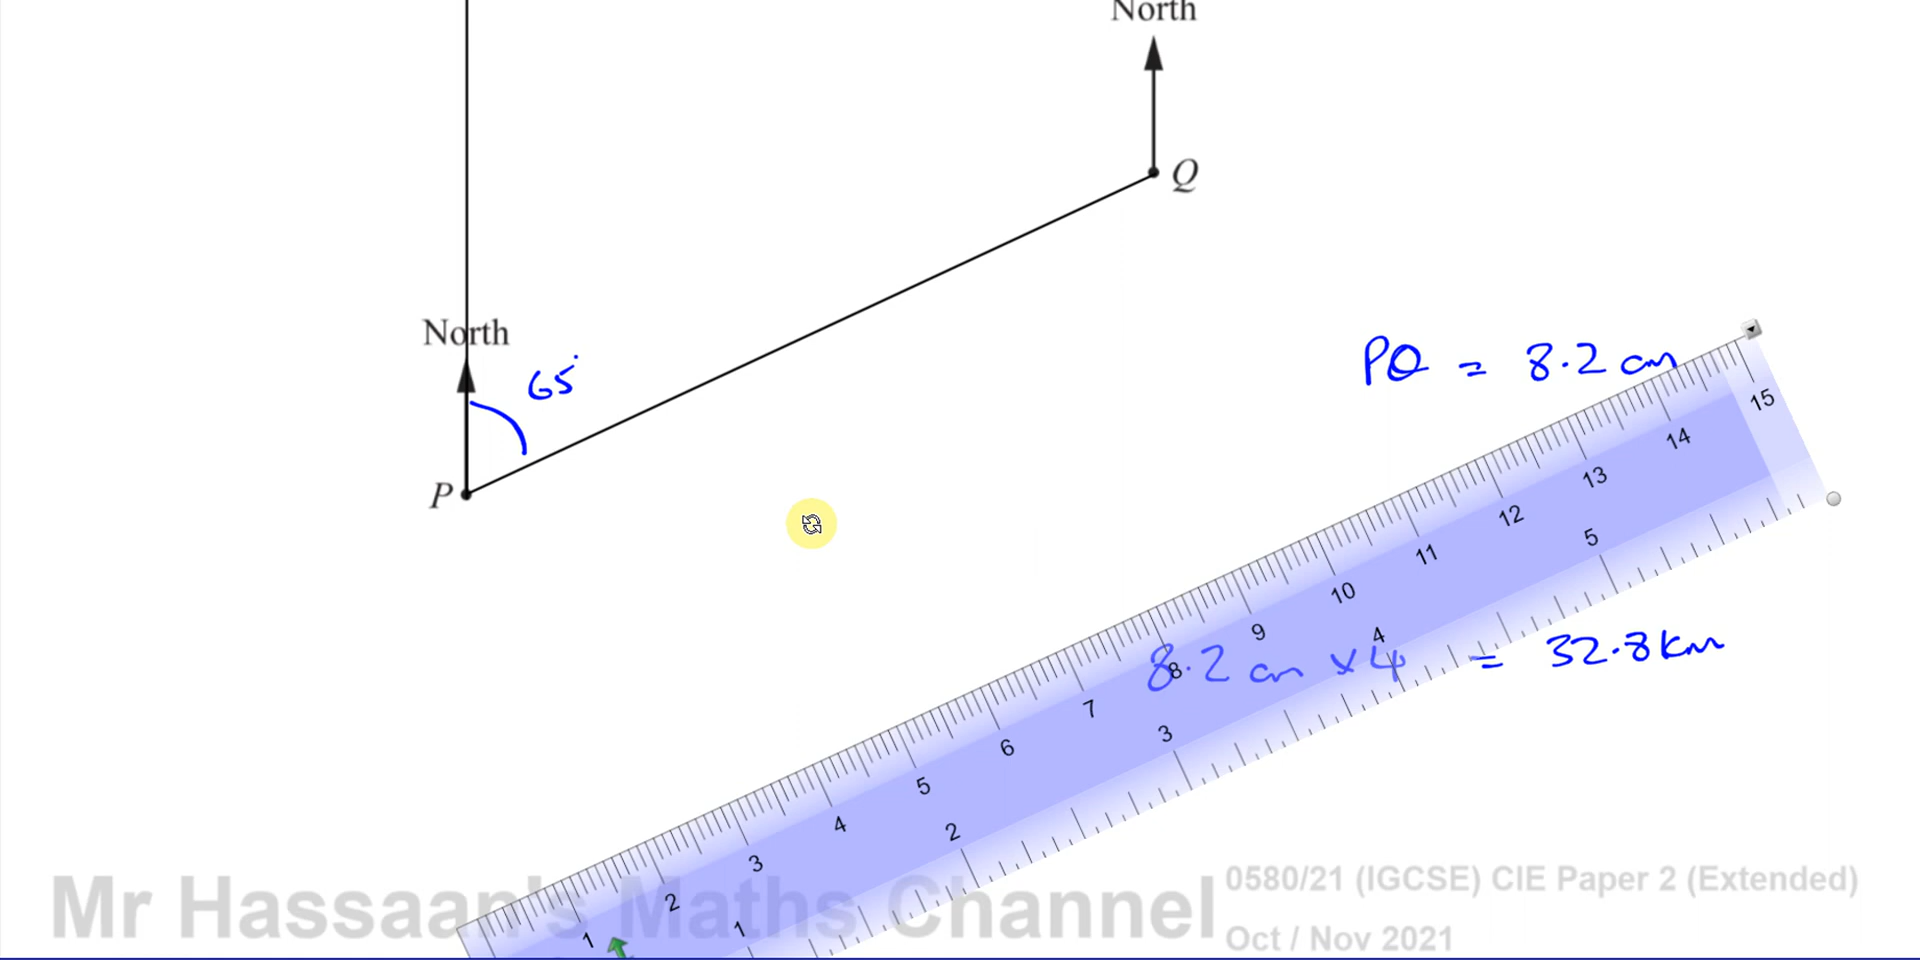 North
Q
North
65°
P
PQ = 8.2 cm
15
14
13
12
11
10
9
8
7
6
5
4
3
2
1
5
4
3
2
1
8.2 cm x 4 = 32.8 km
Mr Hassaan's Maths Channel
0580/21 (IGCSE) CIE Paper 2 (Extended)
Oct / Nov 2021